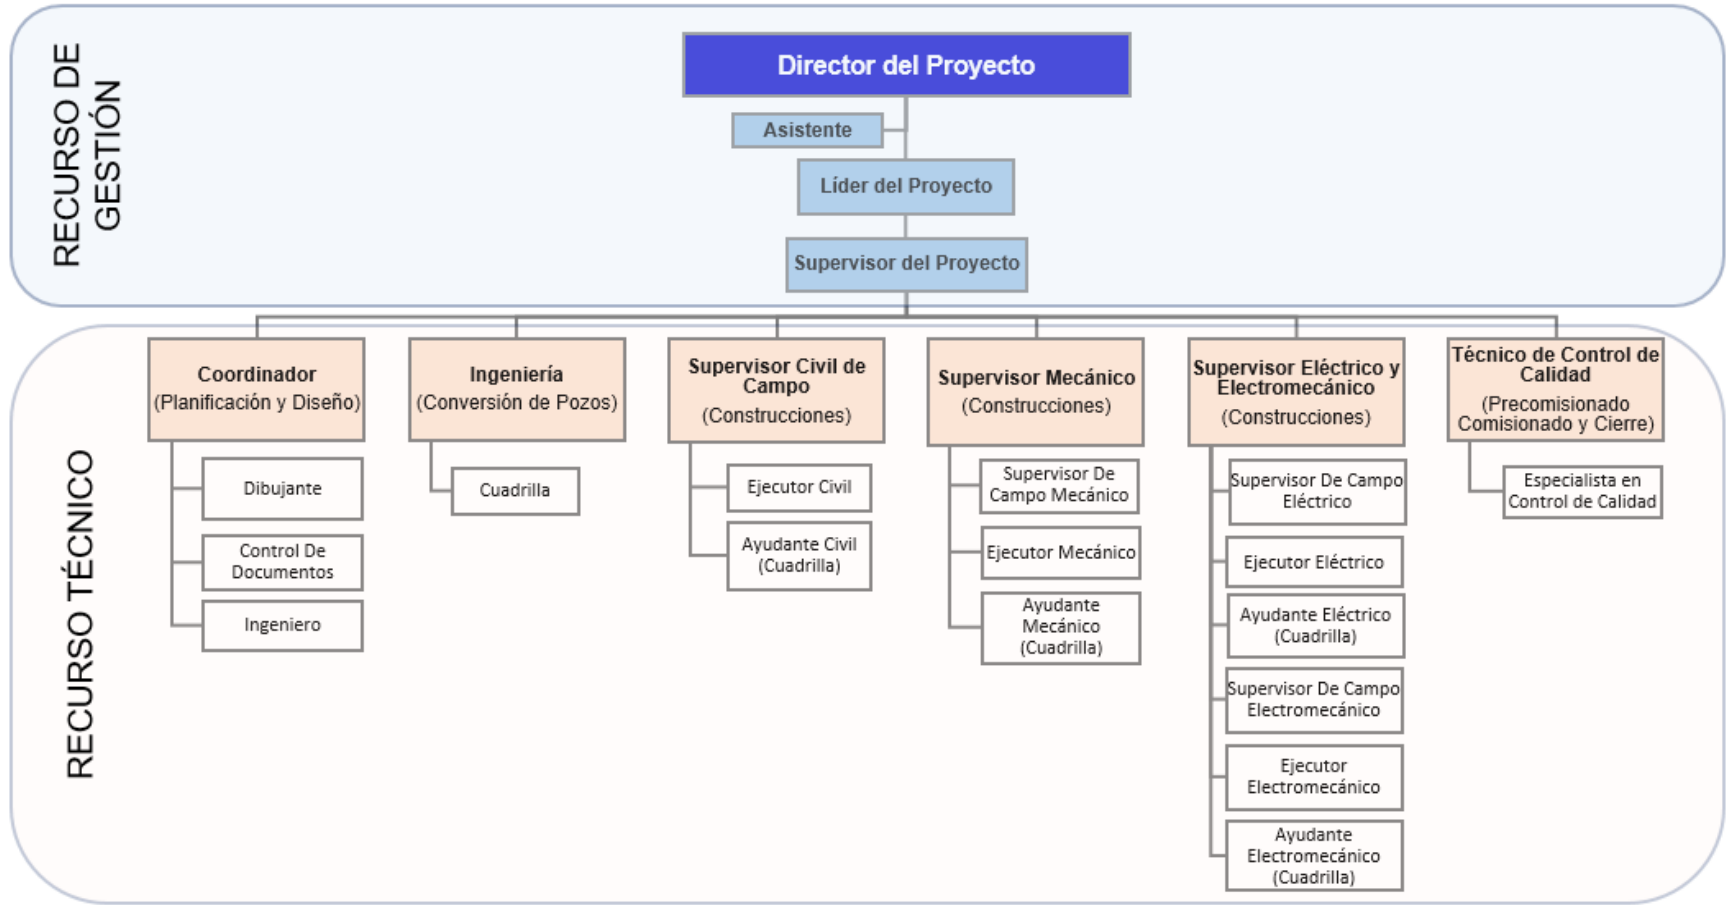 RECURSO DE
GESTIÓN
Director del Proyecto
Asistente
Líder del Proyecto
Supervisor del Proyecto
RECURSO TÉCNICO
Coordinador
(Planificación y Diseño)
Dibujante
Control De
Documentos
Ingeniero
Ingeniería
(Conversión de Pozos)
Cuadrilla
Supervisor Civil de
Campo
(Construcciones)
Ejecutor Civil
Ayudante Civil
(Cuadrilla)
Supervisor Mecánico
(Construcciones)
Supervisor De
Campo Mecánico
Ejecutor Mecánico
Ayudante
Mecánico
(Cuadrilla)
Supervisor Eléctrico y
Electromecánico
(Construcciones)
Supervisor De Campo
Eléctrico
Ejecutor Eléctrico
Ayudante Eléctrico
(Cuadrilla)
Supervisor De Campo
Electromecánico
Ejecutor
Electromecánico
Ayudante
Electromecánico
(Cuadrilla)
Técnico de Control de
Calidad
(Precomisionado
Comisionado y Cierre)
Especialista en
Control de Calidad